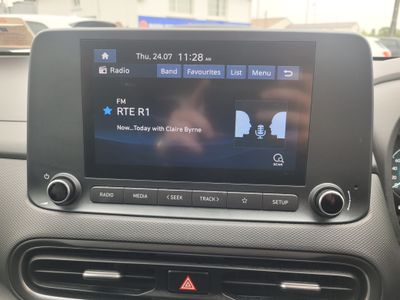 Thu, 24.07 11:28 AM
Radio Band Favourites List Menu
FM
RTE R1
Now...Today with Claire Byrne
SCAN
RADIO MEDIA < SEEK TRACK > ☆ SETUP